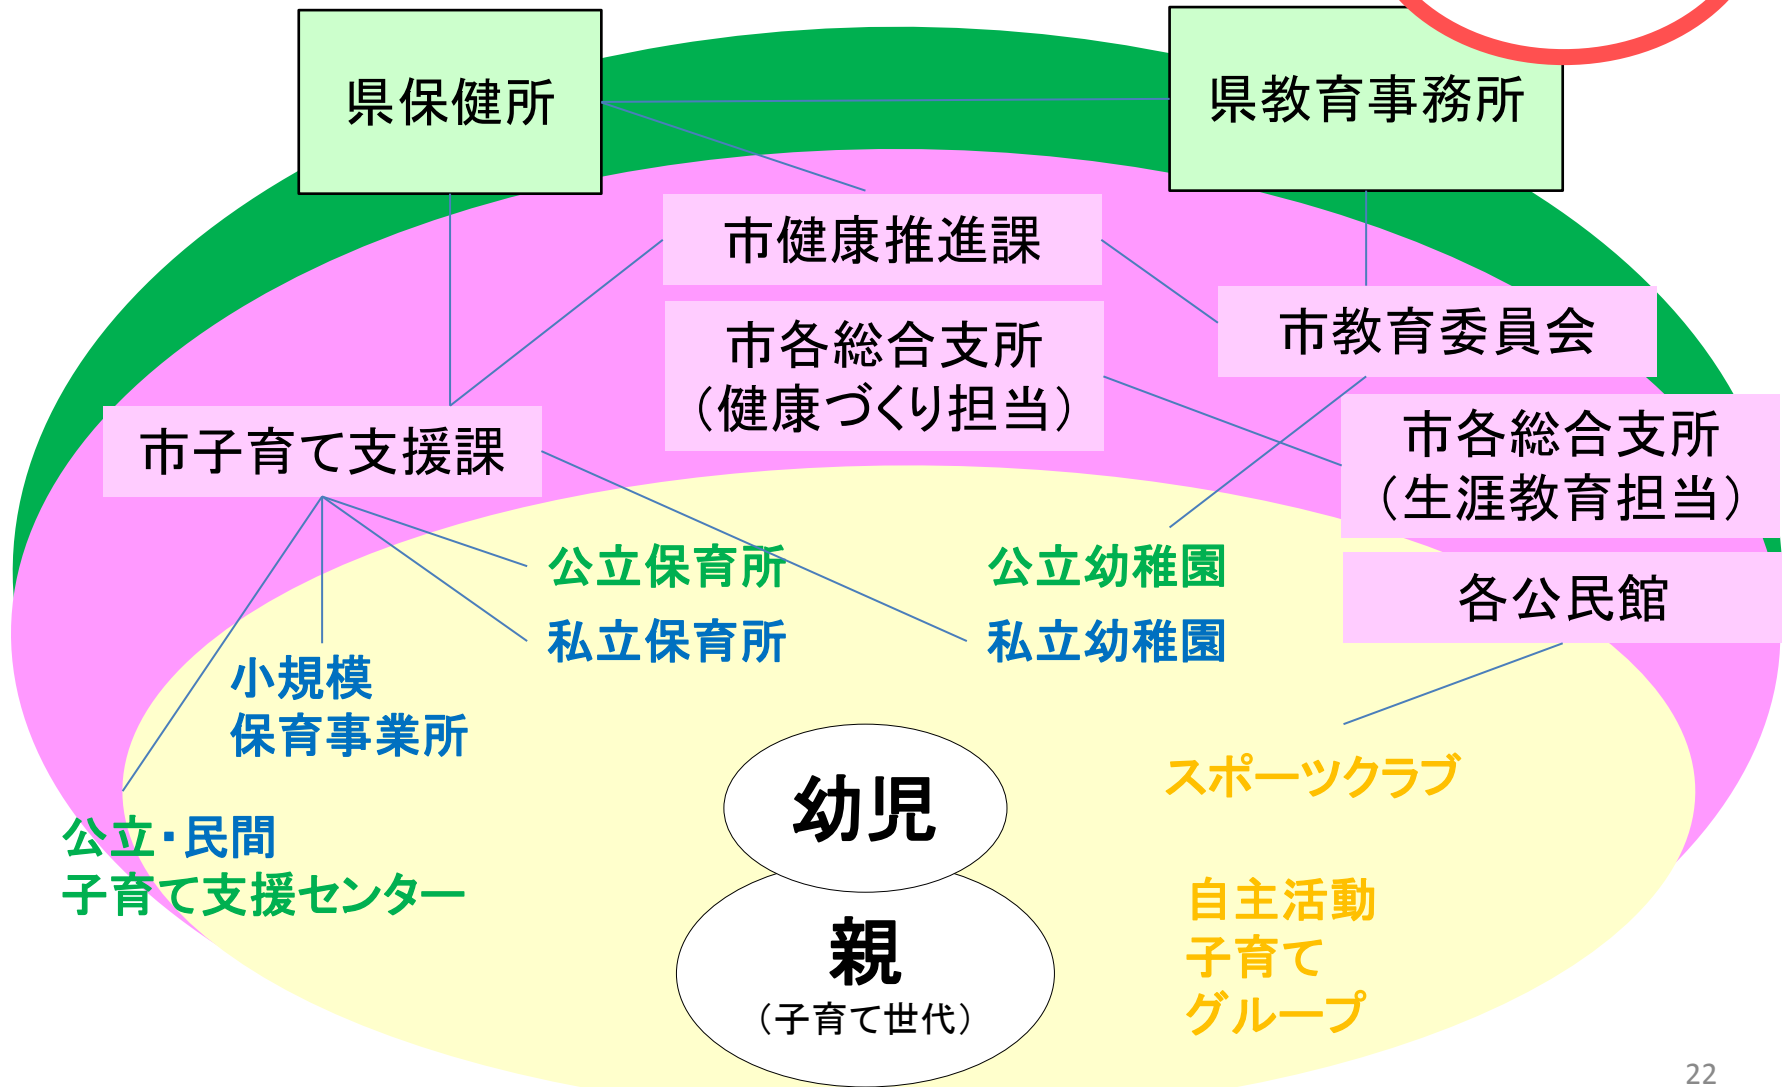 県保健所
県教育事務所
市健康推進課
市各総合支所
（健康づくり担当）
市教育委員会
市子育て支援課
市各総合支所
（生涯教育担当）
各公民館
公立保育所
公立幼稚園
私立保育所
私立幼稚園
小規模
保育事業所
公立・民間
子育て支援センター
幼児
親
（子育て世代）
スポーツクラブ
自主活動
子育て
グループ
22